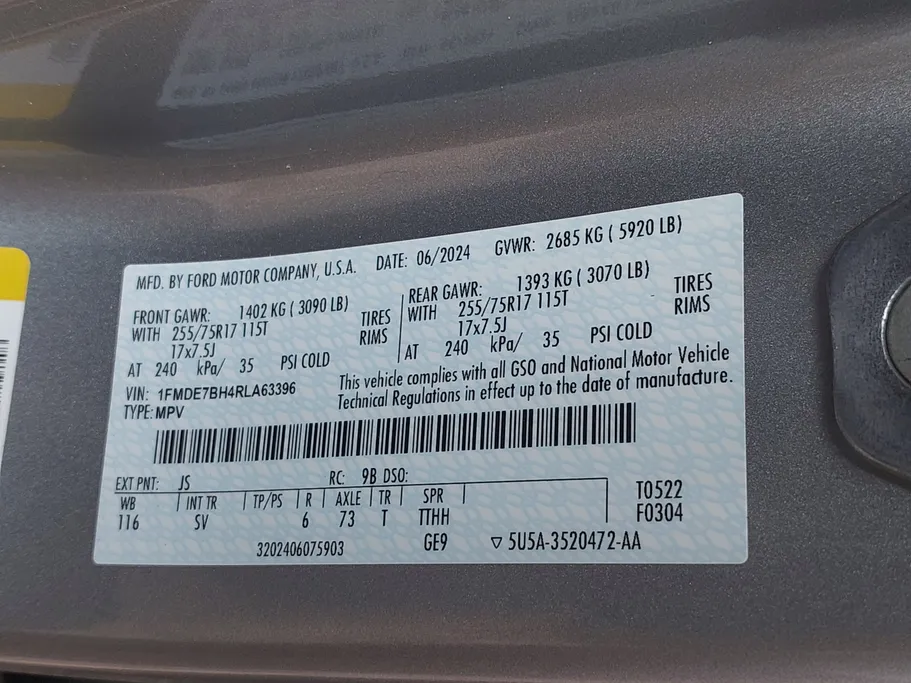 MFD. BY FORD MOTOR COMPANY, U.S.A. DATE: 06/2024 GVWR: 2685 KG ( 5920 LB)
FRONT GAWR: 1402 KG ( 3090 LB) REAR GAWR: 1393 KG ( 3070 LB)
WITH 255/75R17 115T TIRES WITH 255/75R17 115T TIRES
17x7.5J RIMS 17x7.5J RIMS
AT 240 kPa/ 35 PSI COLD AT 240 kPa/ 35 PSI COLD
VIN: 1FMDE7BH4RLA63396 This vehicle complies with all GSO and National Motor Vehicle
TYPE: MPV Technical Regulations in effect up to the date of manufacture.
EXT PNT: JS RC: 9B DSO:
WB INT TR TP/PS R AXLE TR SPR T0522
116 SV 6 73 T TTHH F0304
3202406075903 GE9 ▽ 5U5A-3520472-AA